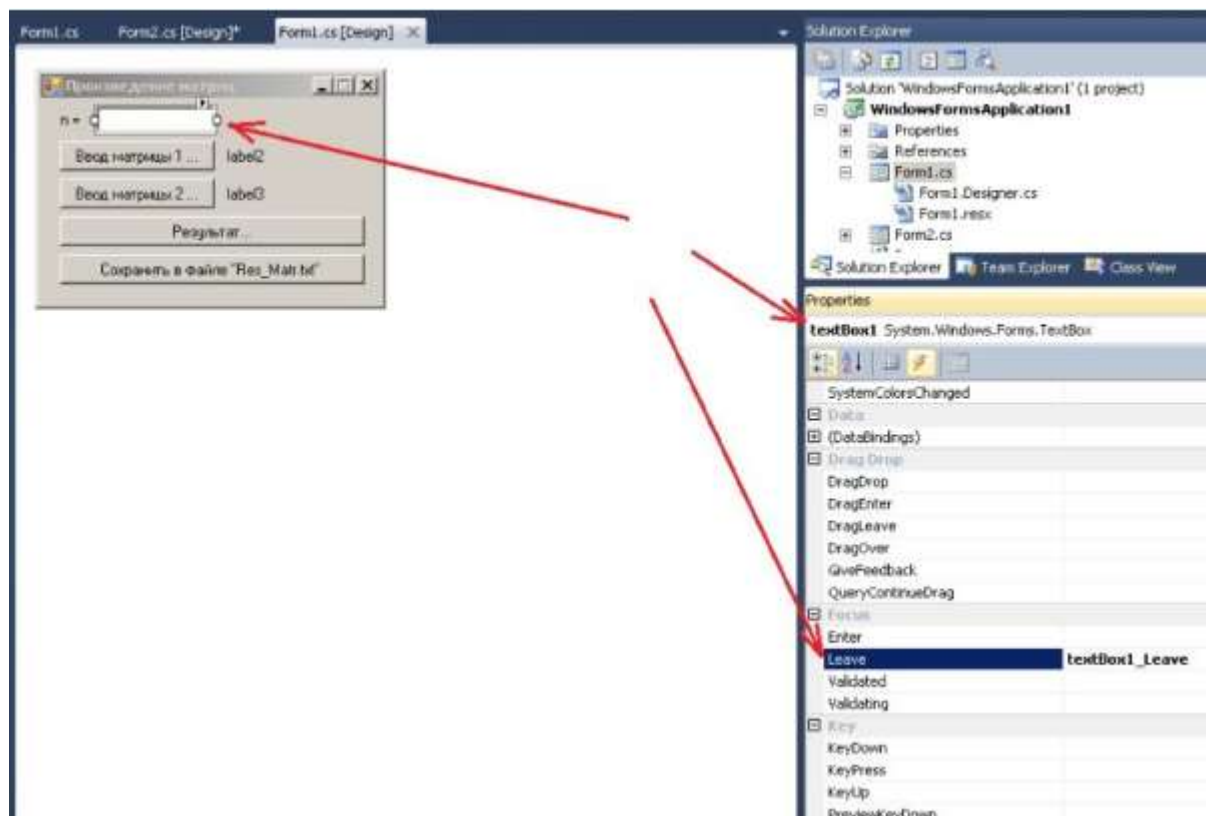 Form1.cs
Form2.cs [Design]*
Form1.cs [Design]
Произведение матриц
n =
Ввод матрицы 1 ...
label2
Ввод матрицы 2 ...
label3
Результат...
Сохранить в файле "Res_Matr.txt"
Solution Explorer
Solution 'WindowsFormsApplication1' (1 project)
WindowsFormsApplication1
Properties
References
Form1.cs
Form1.Designer.cs
Form1.resx
Form2.cs
Solution Explorer
Team Explorer
Class View
Properties
textBox1 System.Windows.Forms.TextBox
SystemColorsChanged
Data
(DataBindings)
Drag Drop
DragDrop
DragEnter
DragLeave
DragOver
GiveFeedback
QueryContinueDrag
Focus
Enter
Leave textBox1_Leave
Validated
Validating
Key
KeyDown
KeyPress
KeyUp
PreviewKeyDown